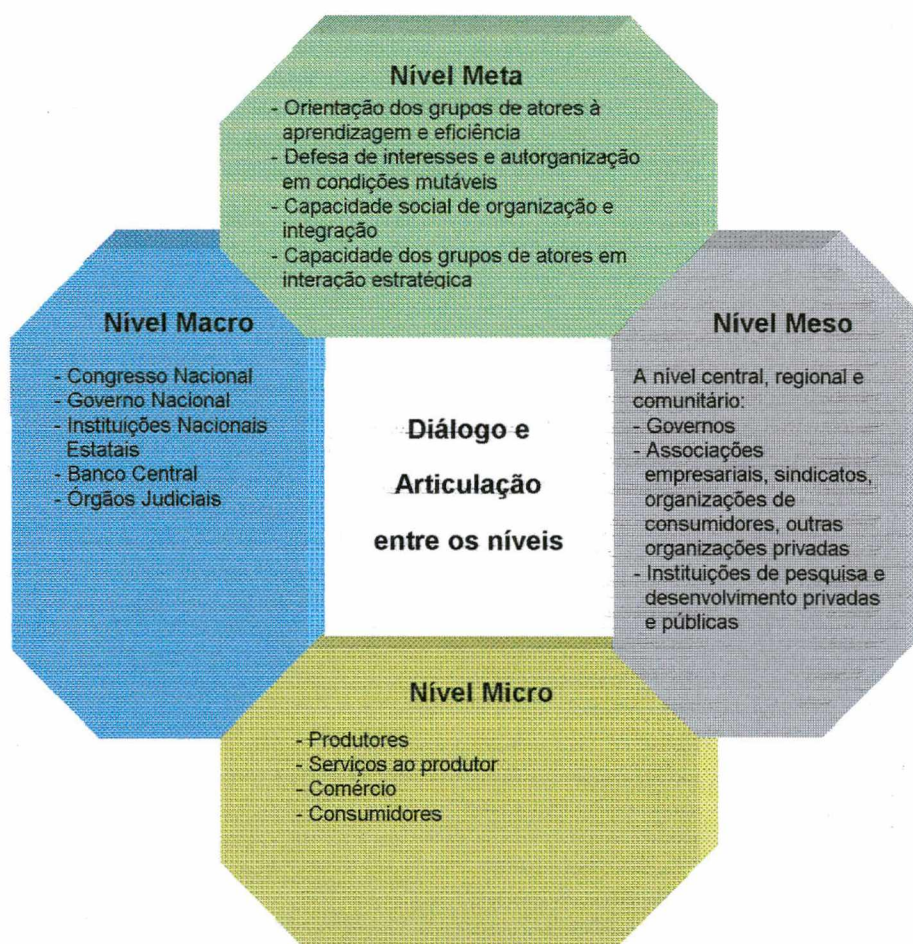 Nível Meta
- Orientação dos grupos de atores à
aprendizagem e eficiência
- Defesa de interesses e autorganização
em condições mutáveis
- Capacidade social de organização e
integração
- Capacidade dos grupos de atores em
interação estratégica
Nível Macro
- Congresso Nacional
- Governo Nacional
- Instituições Nacionais
Estatais
- Banco Central
- Órgãos Judiciais
Diálogo e
Articulação
entre os níveis
Nível Meso
A nível central, regional e
comunitário:
- Governos
- Associações
empresariais, sindicatos,
organizações de
consumidores, outras
organizações privadas
- Instituições de pesquisa e
desenvolvimento privadas
e públicas
Nível Micro
- Produtores
- Serviços ao produtor
- Comércio
- Consumidores